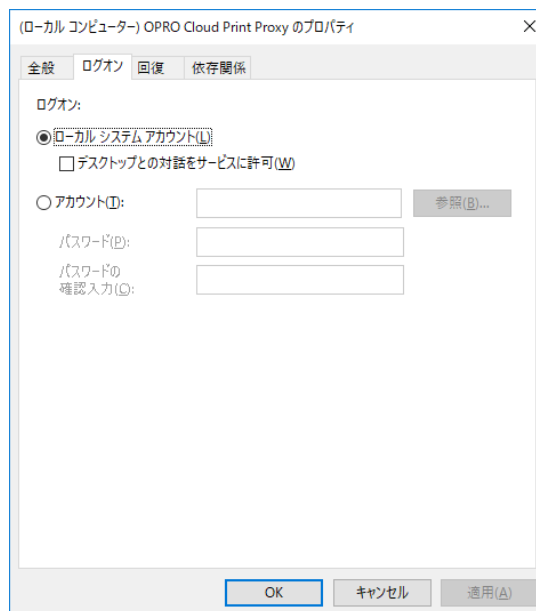 (ローカル コンピューター) OPRO Cloud Print Proxy のプロパティ
全般 ログオン 回復 依存関係
ログオン:
ローカル システム アカウント(L)
デスクトップとの対話をサービスに許可(W)
アカウント(T): 参照(B)...
パスワード(P):
パスワードの
確認入力(C):
OK キャンセル 適用(A)